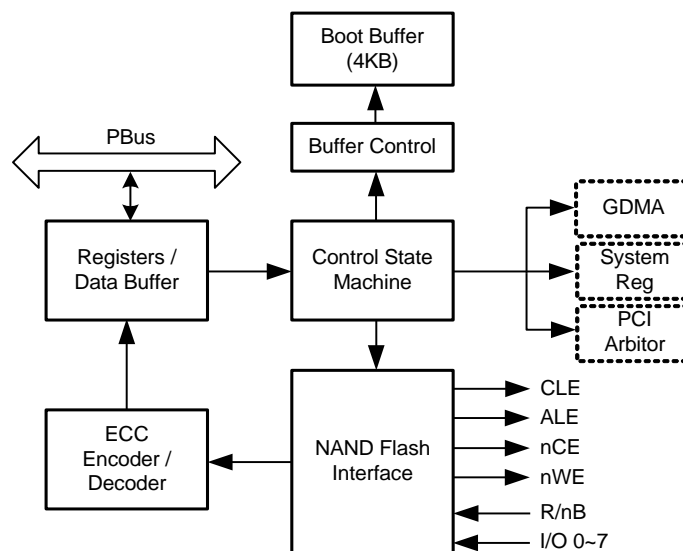 Boot Buffer
(4KB)
PBus
Buffer Control
GDMA
Registers /
Data Buffer
Control State
Machine
System
Reg
PCI
Arbitor
CLE
ALE
nCE
nWE
R/nB
I/O 0~7
ECC
Encoder /
Decoder
NAND Flash
Interface